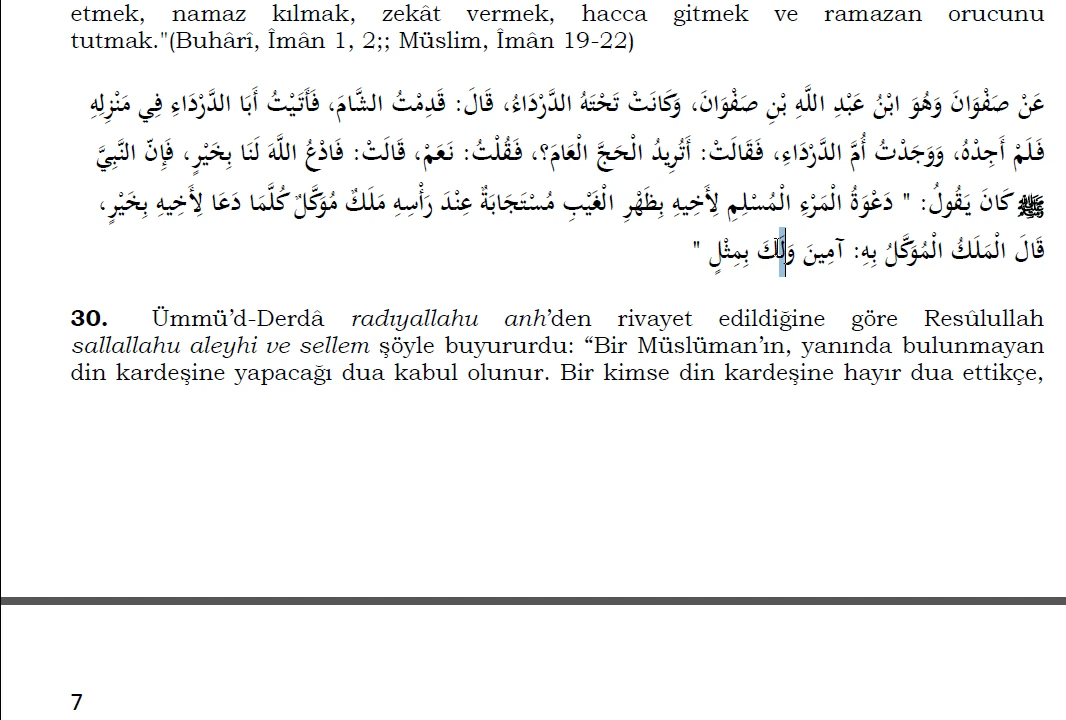 etmek, namaz kılmak, zekât vermek, hacca gitmek ve ramazan orucunu
tutmak."(Buhârî, Îmân 1, 2;; Müslim, Îmân 19-22)
عَنْ صَفْوَانَ وَهُوَ ابْنُ عَبْدِ اللَّهِ بْنِ صَفْوَانَ، وَكَانَتْ تَحْتَهُ الدَّرْدَاءُ، قَالَ: قَدِمْتُ الشَّامَ، فَأَتَيْتُ أَبَا الدَّرْدَاءِ فِي مَنْزِلِهِ
فَلَمْ أَجِدْهُ، وَوَجَدْتُ أُمَّ الدَّرْدَاءِ، فَقَالَتْ: أَتُرِيدُ الْحَجَّ الْعَامَ؟، فَقُلْتُ: نَعَمْ، قَالَتْ: فَادْعُ اللَّهَ لَنَا بِخَيْرٍ، فَإِنّ النَّبِيَّ
ﷺ كَانَ يَقُولُ: " دَعْوَةُ الْمَرْءِ الْمُسْلِمِ لِأَخِيهِ بِظَهْرِ الْغَيْبِ مُسْتَجَابَةٌ عِنْدَ رَأْسِهِ مَلَكٌ مُوَكَّلٌ كُلَّمَا دَعَا لِأَخِيهِ بِخَيْرٍ،
قَالَ الْمَلَكُ الْمُوَكَّلُ بِهِ: آمِينَ وَلَكَ بِمِثْلٍ "
30. Ümmü’d-Derdâ radıyallahu anh’den rivayet edildiğine göre Resûlullah
sallallahu aleyhi ve sellem şöyle buyururdu: “Bir Müslüman’ın, yanında bulunmayan
din kardeşine yapacağı dua kabul olunur. Bir kimse din kardeşine hayır dua ettikçe,
7